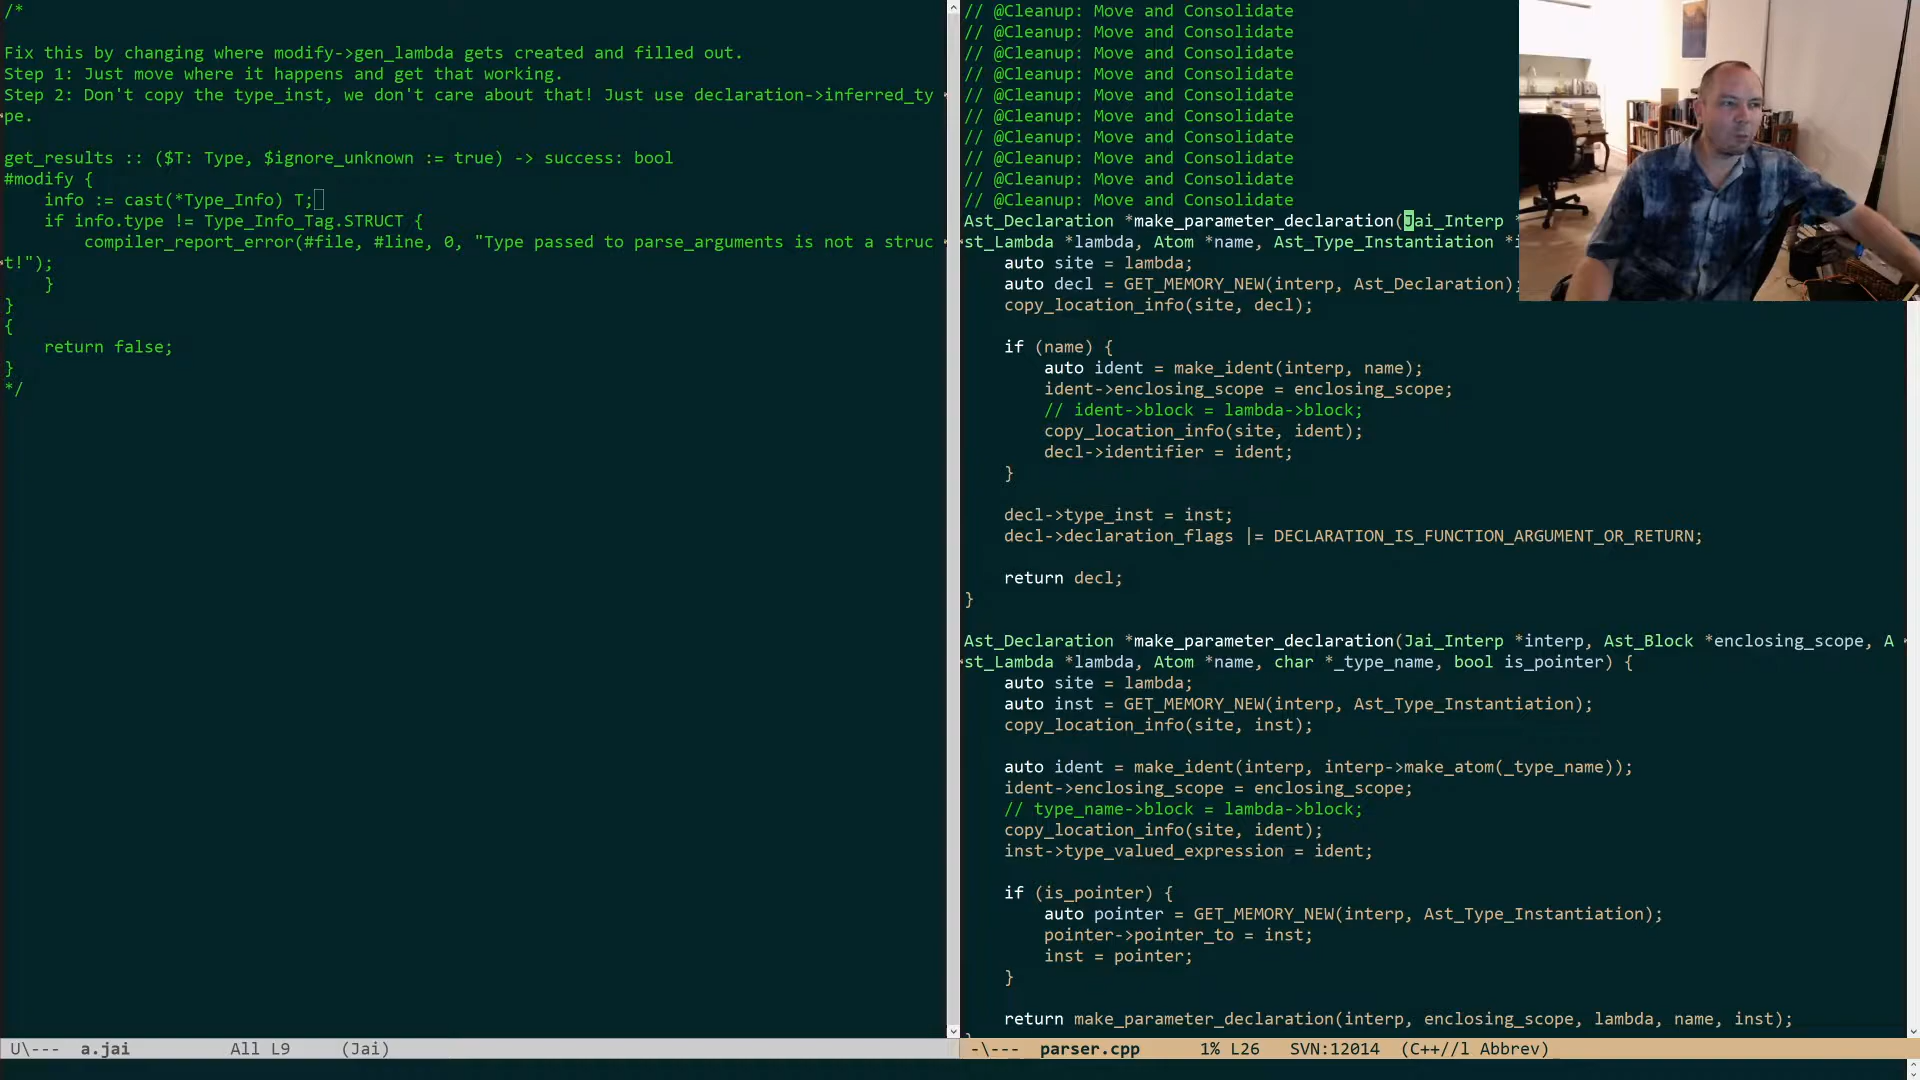 /*
Fix this by changing where modify->gen_lambda gets created and filled out.
Step 1: Just move where it happens and get that working.
Step 2: Don't copy the type_inst, we don't care about that! Just use declaration->inferred_ty
pe.
get_results :: ($T: Type, $ignore_unknown := true) -> success: bool
#modify {
info := cast(*Type_Info) T;
if info.type != Type_Info_Tag.STRUCT {
compiler_report_error(#file, #line, 0, "Type passed to parse_arguments is not a struc
t!");
}
}
{
return false;
}
*/
U\--- a.jai All L9 (Jai)
// @Cleanup: Move and Consolidate
// @Cleanup: Move and Consolidate
// @Cleanup: Move and Consolidate
// @Cleanup: Move and Consolidate
// @Cleanup: Move and Consolidate
// @Cleanup: Move and Consolidate
// @Cleanup: Move and Consolidate
// @Cleanup: Move and Consolidate
// @Cleanup: Move and Consolidate
// @Cleanup: Move and Consolidate
Ast_Declaration *make_parameter_declaration(Jai_Interp *
st_Lambda *lambda, Atom *name, Ast_Type_Instantiation *i
auto site = lambda;
auto decl = GET_MEMORY_NEW(interp, Ast_Declaration);
copy_location_info(site, decl);
if (name) {
auto ident = make_ident(interp, name);
ident->enclosing_scope = enclosing_scope;
// ident->block = lambda->block;
copy_location_info(site, ident);
decl->identifier = ident;
}
decl->type_inst = inst;
decl->declaration_flags |= DECLARATION_IS_FUNCTION_ARGUMENT_OR_RETURN;
return decl;
}
Ast_Declaration *make_parameter_declaration(Jai_Interp *interp, Ast_Block *enclosing_scope, A
st_Lambda *lambda, Atom *name, char *_type_name, bool is_pointer) {
auto site = lambda;
auto inst = GET_MEMORY_NEW(interp, Ast_Type_Instantiation);
copy_location_info(site, inst);
auto ident = make_ident(interp, interp->make_atom(_type_name));
ident->enclosing_scope = enclosing_scope;
// type_name->block = lambda->block;
copy_location_info(site, ident);
inst->type_valued_expression = ident;
if (is_pointer) {
auto pointer = GET_MEMORY_NEW(interp, Ast_Type_Instantiation);
pointer->pointer_to = inst;
inst = pointer;
}
return make_parameter_declaration(interp, enclosing_scope, lambda, name, inst);
}
-\--- parser.cpp 1% L26 SVN:12014 (C++//l Abbrev)